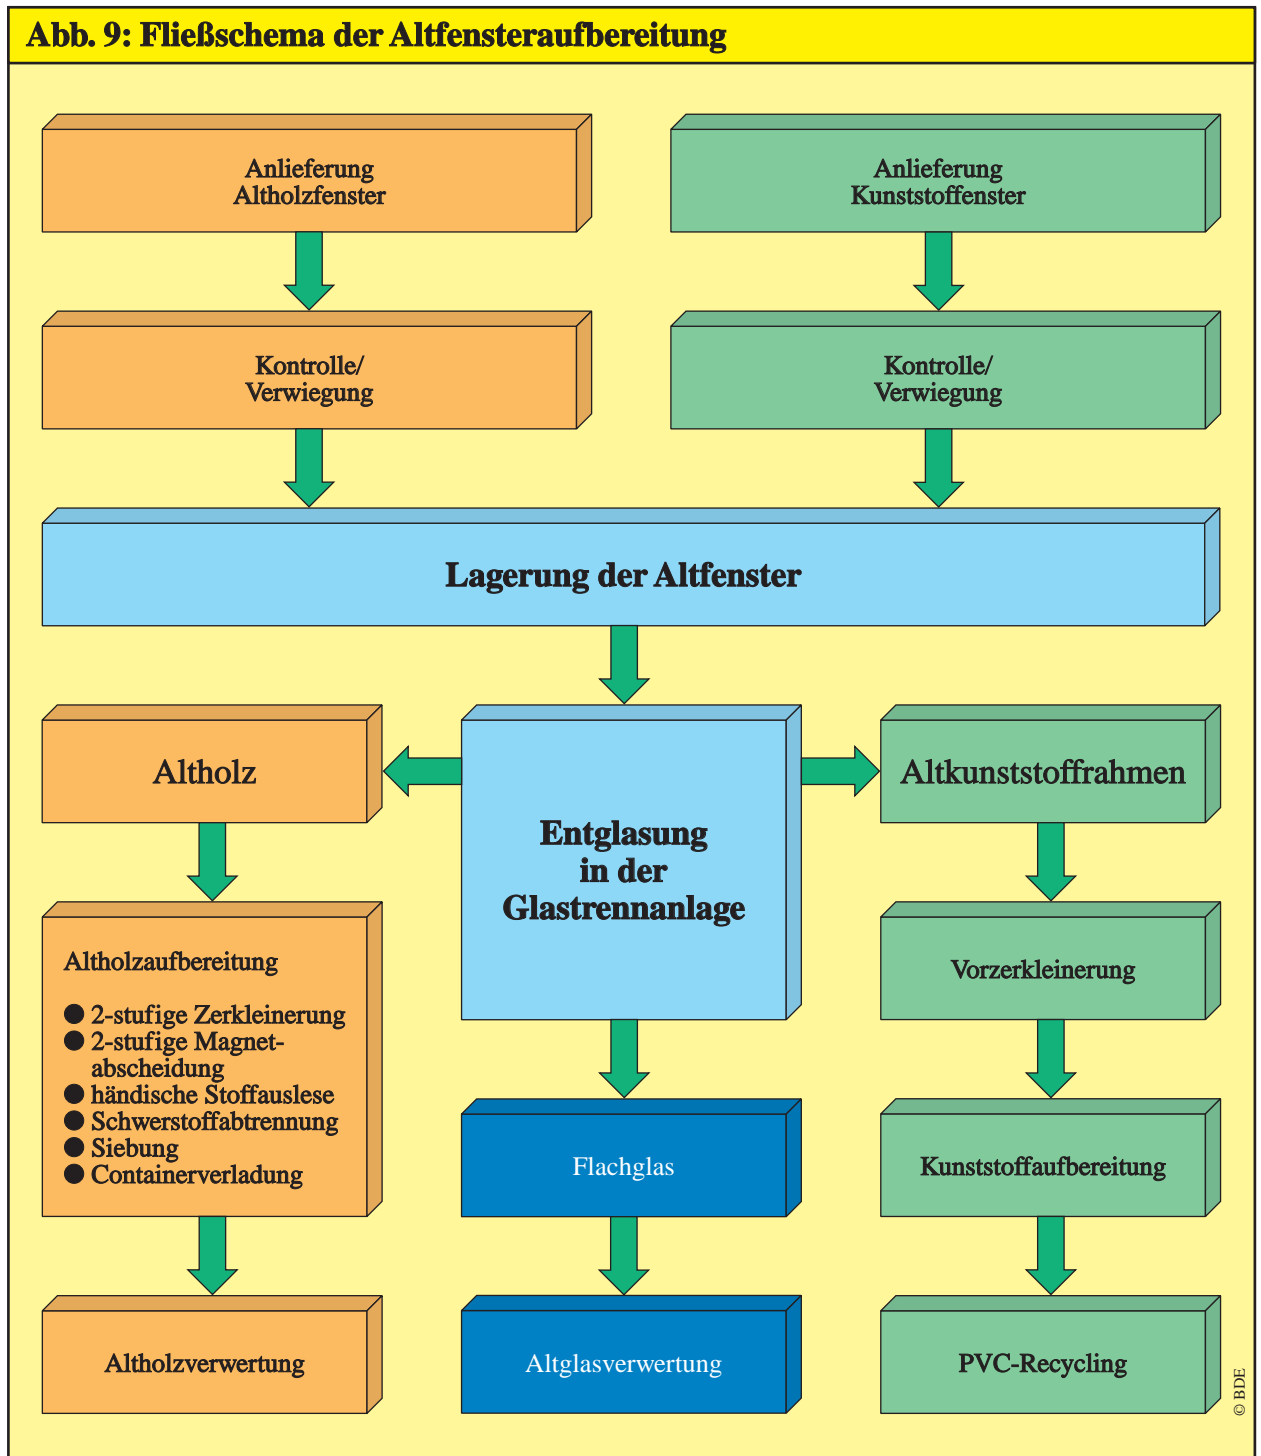 Abb. 9: Fließschema der Altfensteraufbereitung
Anlieferung
Altholzfenster
Anlieferung
Kunststoffenster
Kontrolle/
Verwiegung
Kontrolle/
Verwiegung
Lagerung der Altfenster
Altholz
Entglasung
in der
Glastrennanlage
Altkunststoffrahmen
Altholzaufbereitung
● 2-stufige Zerkleinerung
● 2-stufige Magnet-
abscheidung
● händische Stoffauslese
● Schwerstoffabtrennung
● Siebung
● Containerverladung
Vorzerkleinerung
Flachglas
Kunststoffaufbereitung
Altholzverwertung
Altglasverwertung
PVC-Recycling
© BDE